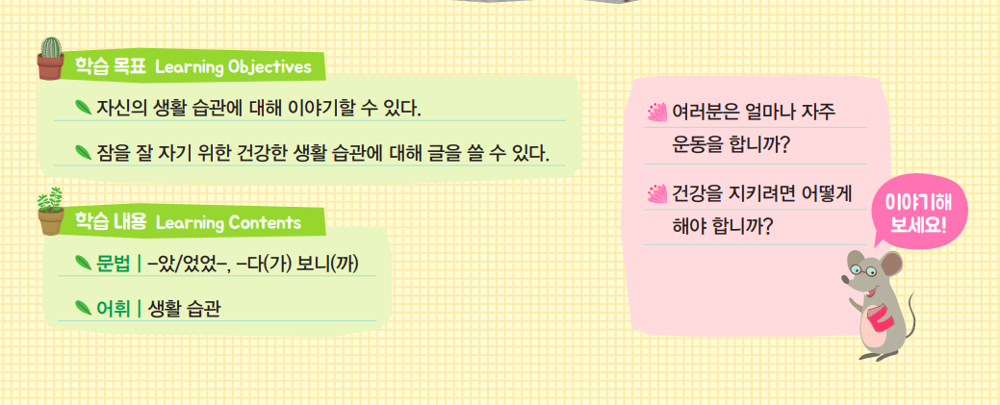 학습 목표 Learning Objectives
자신의 생활 습관에 대해 이야기할 수 있다.
잠을 잘 자기 위한 건강한 생활 습관에 대해 글을 쓸 수 있다.
학습 내용 Learning Contents
문법 | –았/었었–, –다(가) 보니(까)
어휘 | 생활 습관
여러분은 얼마나 자주
운동을 합니까?
건강을 지키려면 어떻게
해야 합니까?
이야기해
보세요!